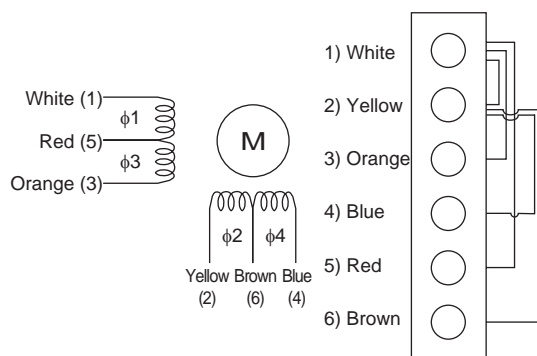 White (1)
ϕ1
Red (5)
ϕ3
Orange (3)
M
ϕ2 ϕ4
Yellow Brown Blue
(2) (6) (4)
1) White
2) Yellow
3) Orange
4) Blue
5) Red
6) Brown